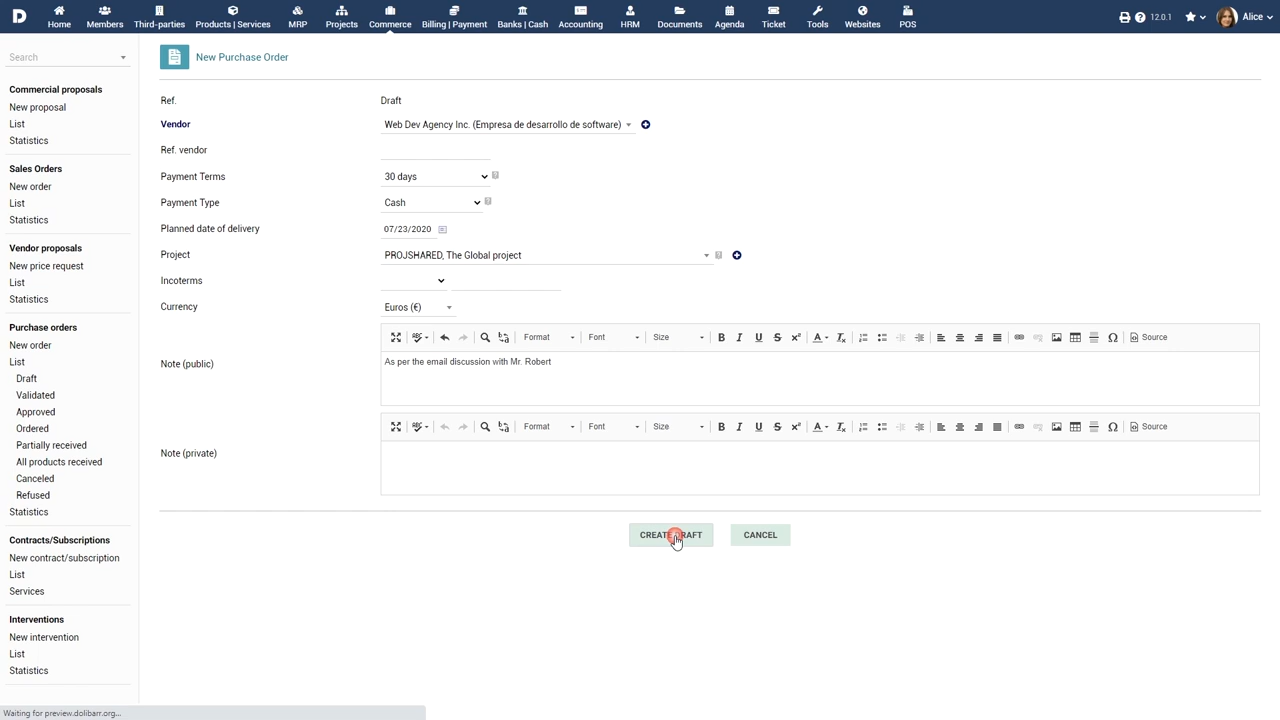 D Home Members Third-parties Products | Services MRP Projects Commerce Billing | Payment Banks | Cash Accounting HRM Documents Agenda Ticket Tools Websites POS 12.0.1 Alice
Search
New Purchase Order
Commercial proposals
New proposal
List
Statistics
Sales Orders
New order
List
Statistics
Vendor proposals
New price request
List
Statistics
Purchase orders
New order
List
Draft
Validated
Approved
Ordered
Partially received
All products received
Canceled
Refused
Statistics
Contracts/Subscriptions
New contract/subscription
List
Services
Interventions
New intervention
List
Statistics
Ref. Draft
Vendor Web Dev Agency Inc. (Empresa de desarrollo de software)
Ref. vendor
Payment Terms 30 days
Payment Type Cash
Planned date of delivery 07/23/2020
Project PROJSHARED, The Global project
Incoterms
Currency Euros (€)
Format Font Size B I U S Source
Note (public) As per the email discussion with Mr. Robert
Format Font Size B I U S Source
Note (private)
CREATE DRAFT CANCEL
Waiting for preview.dolibarr.org...